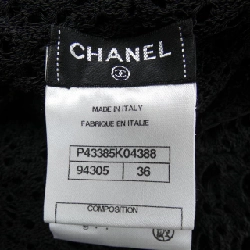 CHANEL
MADE IN ITALY
FABRIQUE EN ITALIE
P43385K04388
94305 36
COMPOSITION